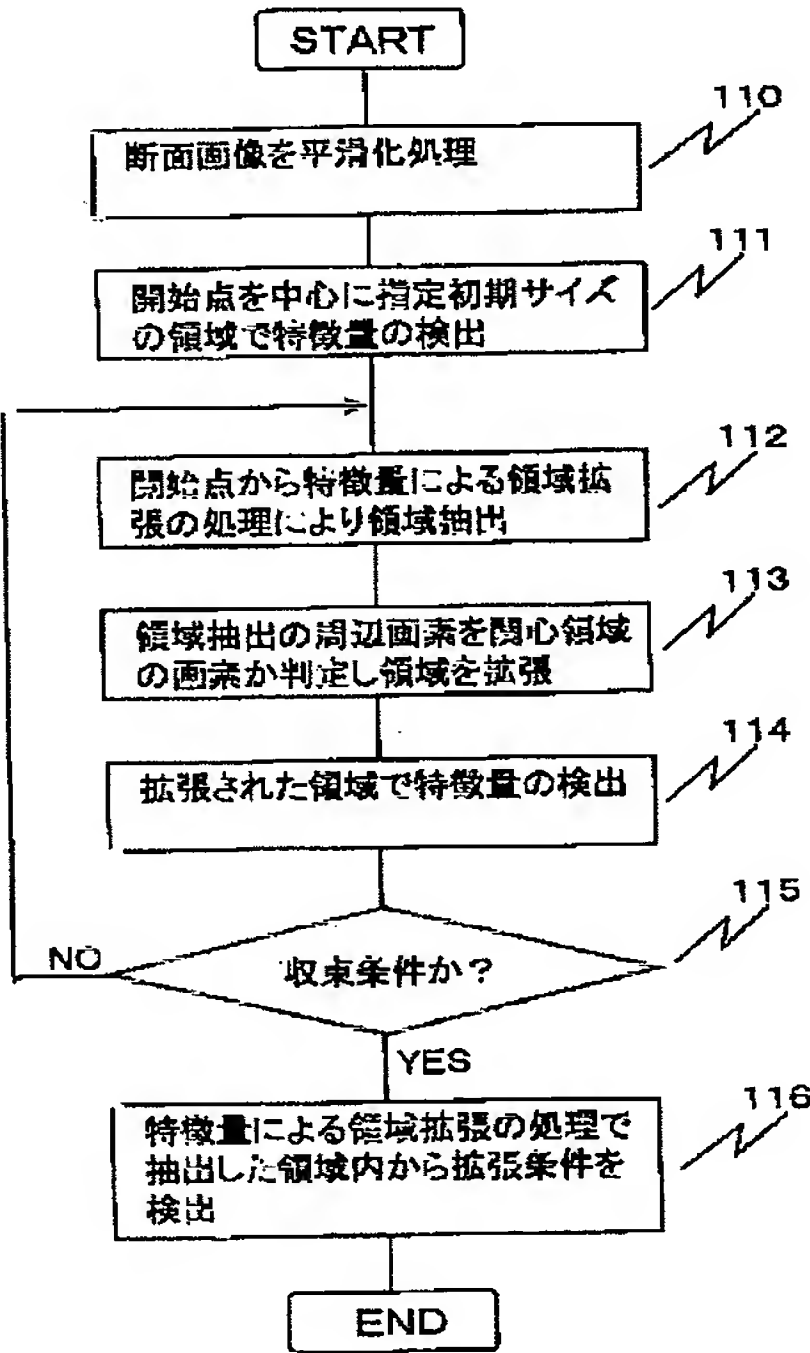 START
110
断面画像を平滑化処理
111
開始点を中心に指定初期サイズ
の領域で特徴量の検出
112
開始点から特徴量による領域拡
張の処理により領域抽出
113
領域抽出の周辺画素を関心領域
の画素か判定し領域を拡張
114
拡張された領域で特徴量の検出
115
収束条件か?
NO
YES
116
特徴量による領域拡張の処理で
抽出した領域内から拡張条件を
検出
END